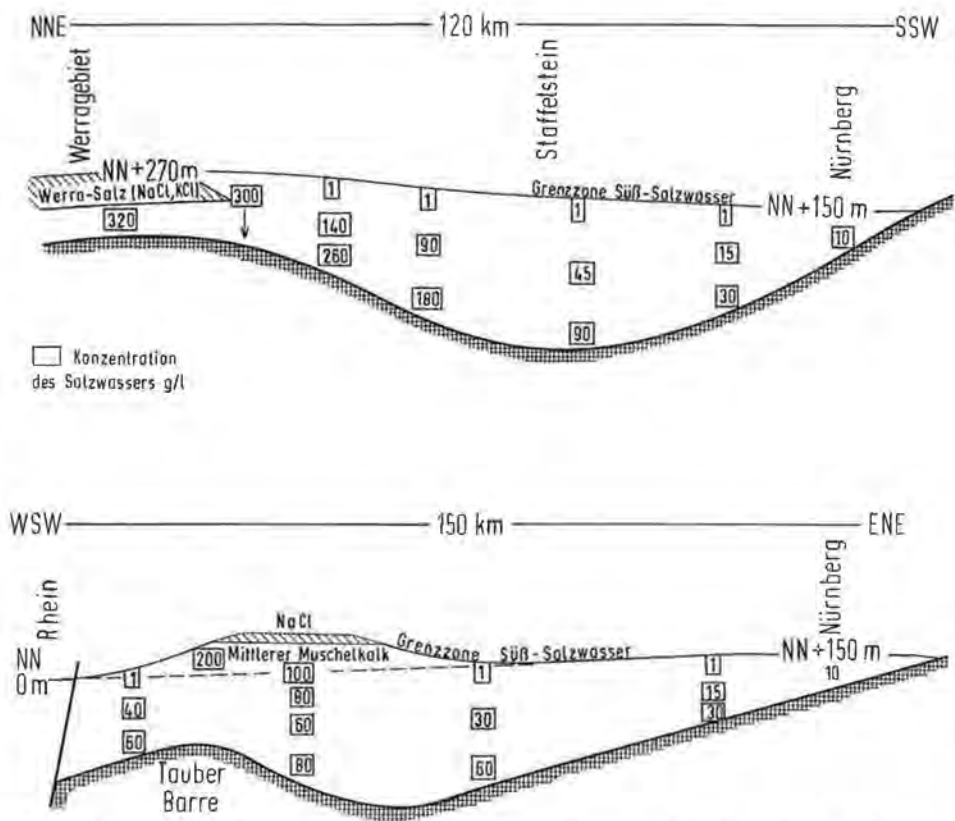 NNE 120 km SSW
Werragebiet
Staffelstein
Nürnberg
NN+270m
Werra-Salz (NaCl,KCl)
300
1
1
Grenzzone Süß-Salzwasser
1
1
NN+150 m
320
140
90
15
10
260
45
180
30
90
Konzentration
des Salzwassers g/l
WSW 150 km ENE
Rhein
Nürnberg
NaCl
NN
0m
200
Mittlerer Muschelkalk
Grenzzone Süß-Salzwasser
NN+150 m
1
100
1
1
10
40
80
30
15
30
60
60
80
60
Tauber
Barre